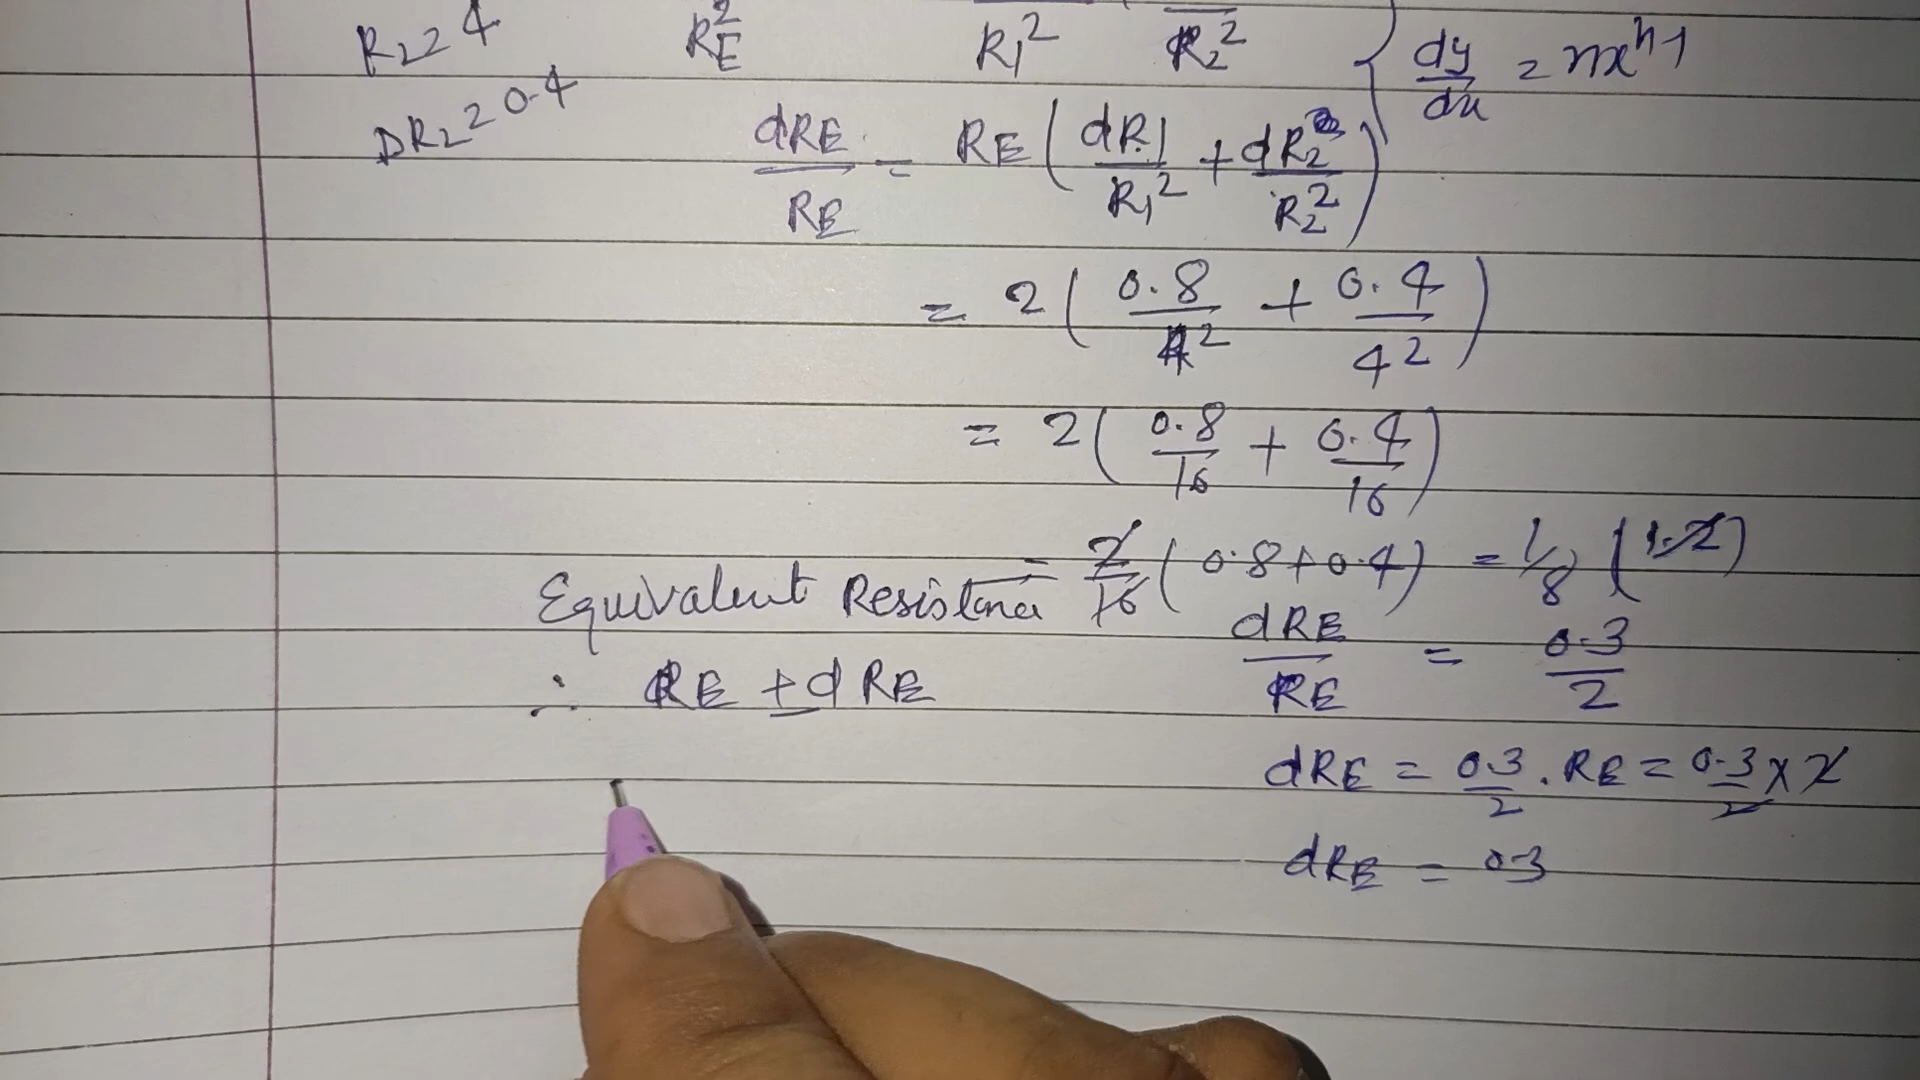 R₂ = 4
R_E² R₁² R₂² dy/dx = nxⁿ⁻¹
DR₂ = 0.4
dRE/RE = RE ( dR₁/R₁² + dR₂/R₂² )
= 2 ( 0.8/4² + 0.4/4² )
= 2 ( 0.8/16 + 0.4/16 )
= 2/16 ( 0.8 + 0.4 ) = 1/8 ( 1.2 )
Equivalent Resistance
dRE/RE = 0.3/2
∴ RE ± dRE
dRE = 0.3/2 . RE = 0.3/2 x 2
dRE = 0.3